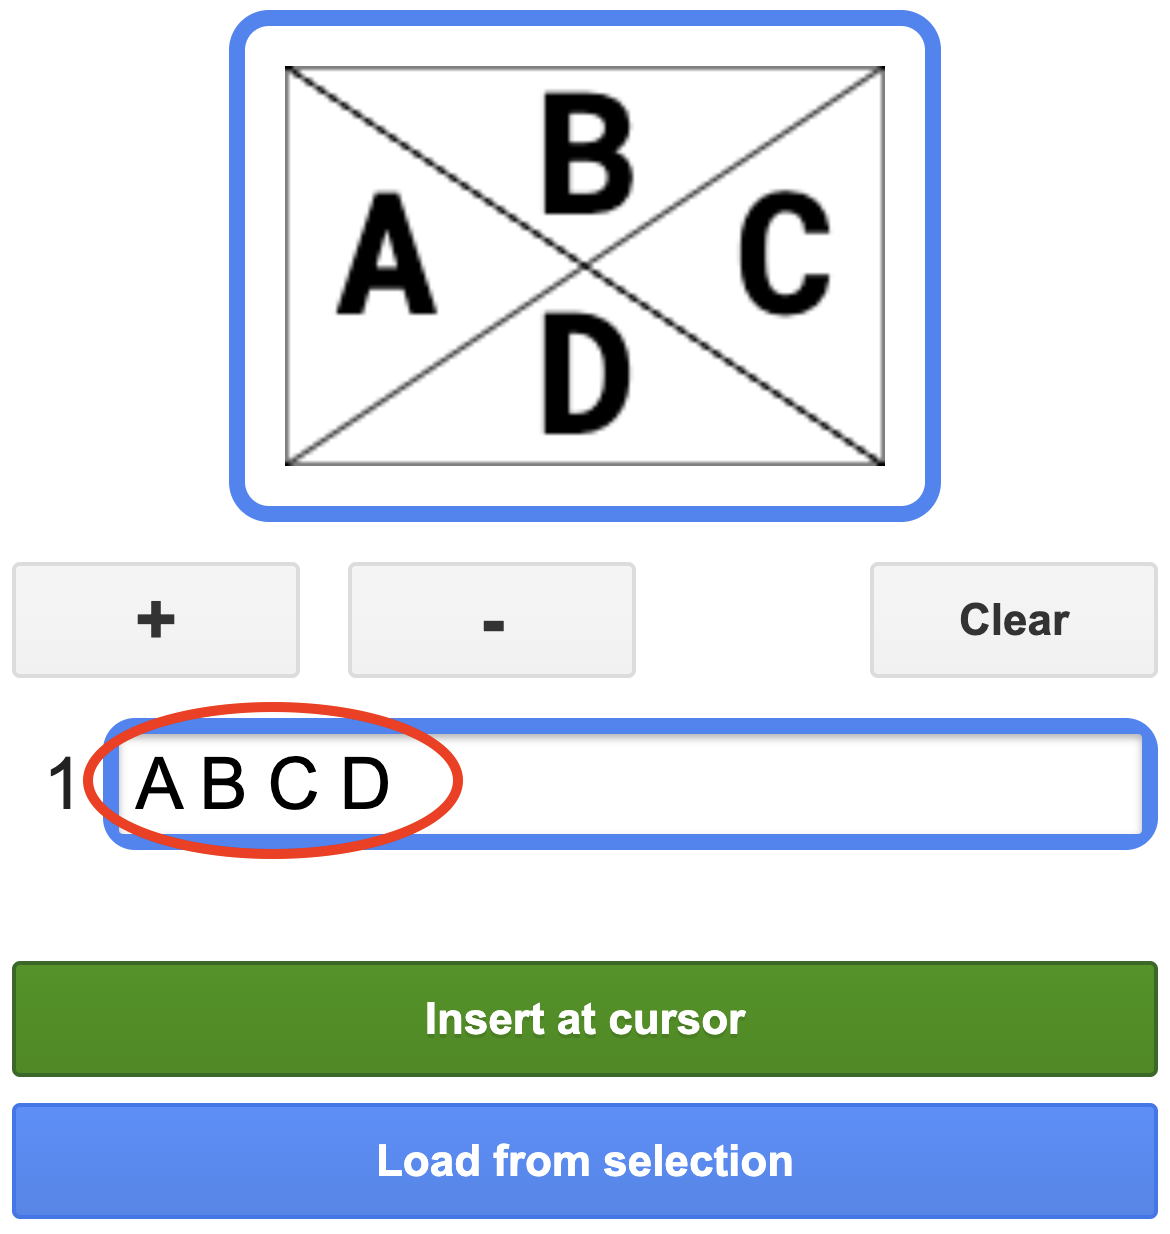 B
A C
D
+ - Clear
1 A B C D
Insert at cursor
Load from selection